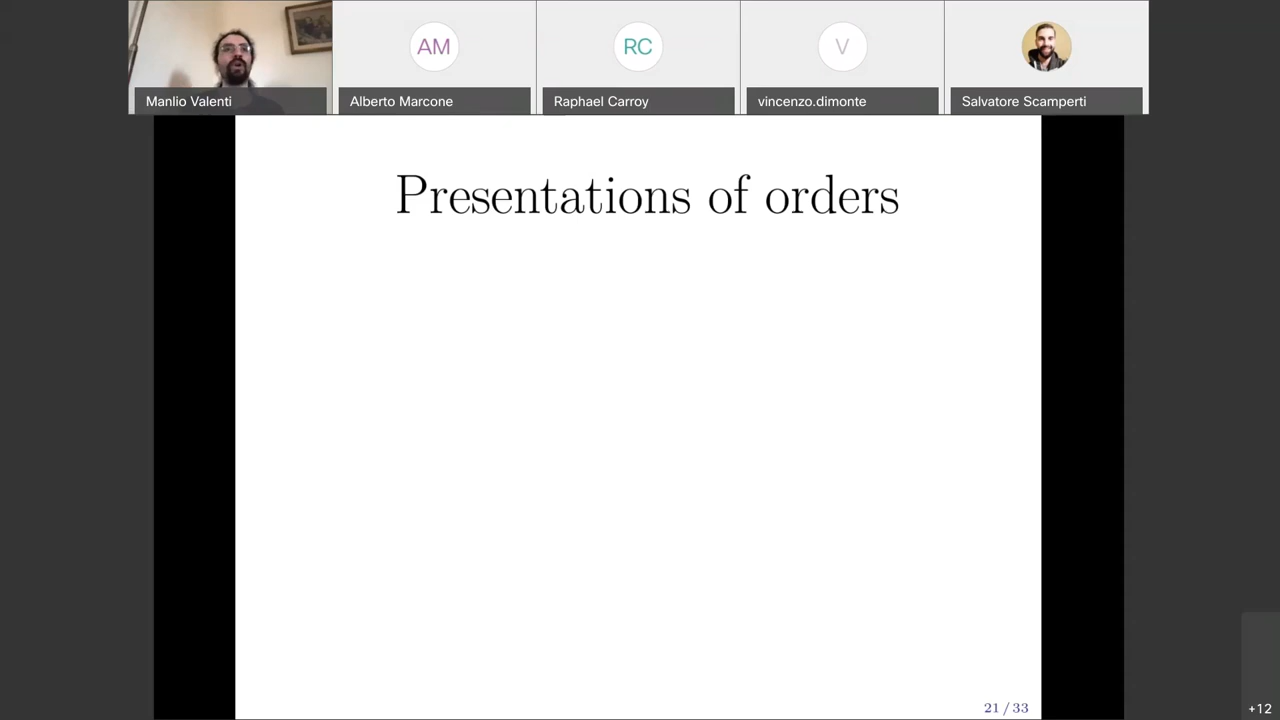 AM
RC
V
Manlio Valenti
Alberto Marcone
Raphael Carroy
vincenzo.dimonte
Salvatore Scamperti
Presentations of orders
21 / 33
+12